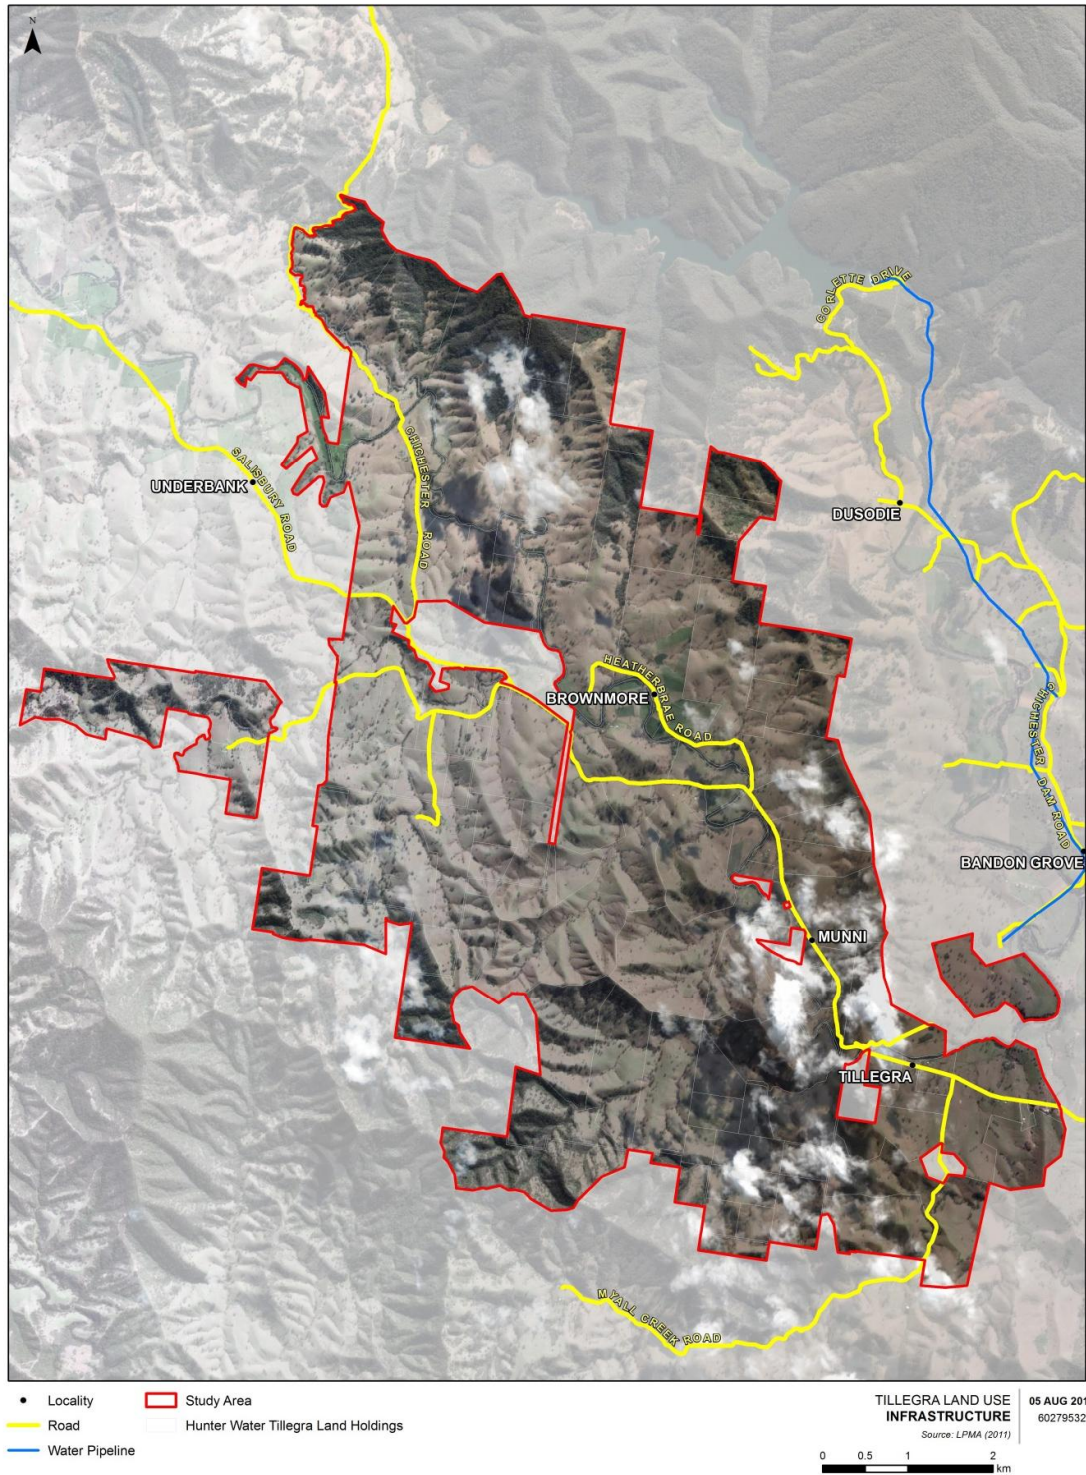 N
CORLETTE DRIVE
CHICHESTER ROAD
SALISBURY ROAD
UNDERBANK
DUSODIE
HEATHERBRAE ROAD
BROWNMORE
CHICHESTER DAM ROAD
BANDON GROVE
MUNNI
TILLEGRA
MYALL CREEK ROAD
Locality
Study Area
Road
Hunter Water Tillegra Land Holdings
Water Pipeline
TILLEGRA LAND USE
INFRASTRUCTURE
Source: LPMA (2011)
05 AUG 201
60279532
0 0.5 1 2
km